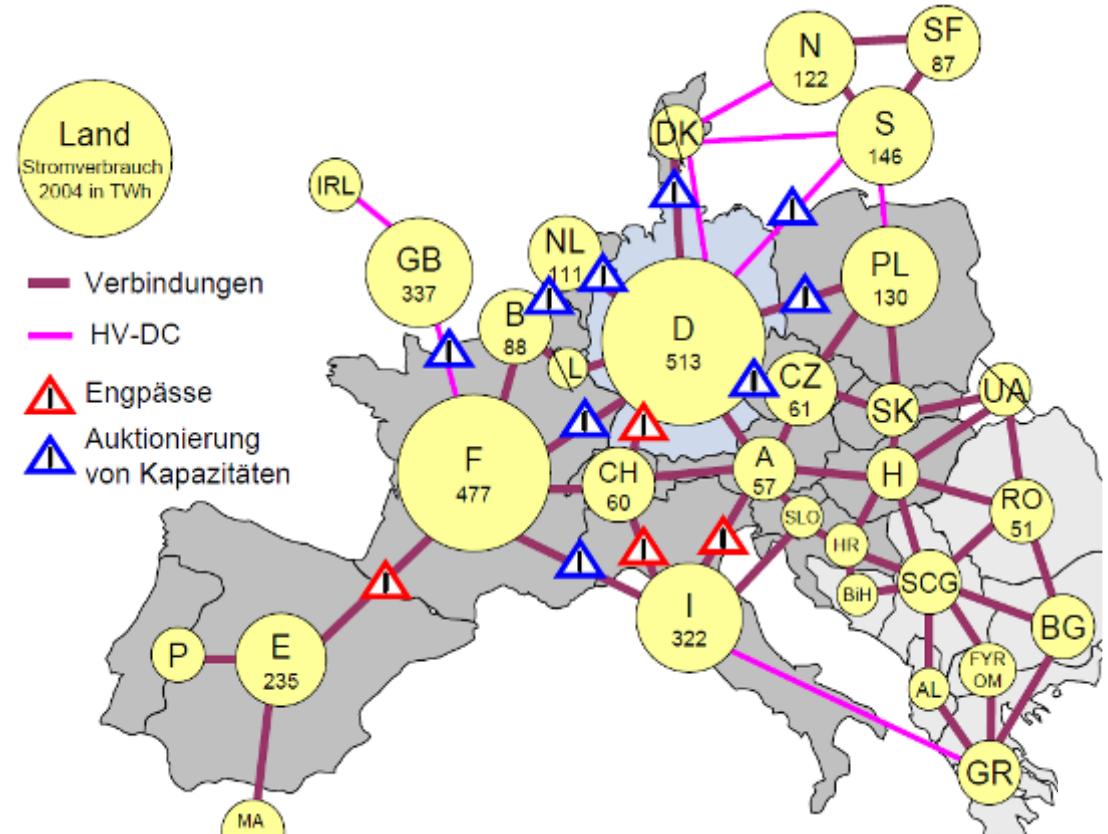 Land
Stromverbrauch
2004 in TWh
Verbindungen
HV-DC
Engpässe
Auktionierung
von Kapazitäten
N
122
SF
87
DK
S
146
IRL
GB
337
NL
111
PL
130
B
88
L
D
513
CZ
61
SK
UA
F
477
CH
60
A
57
H
RO
51
SLO
HR
BiH
SCG
BG
I
322
P
E
235
FYR
OM
AL
GR
MA